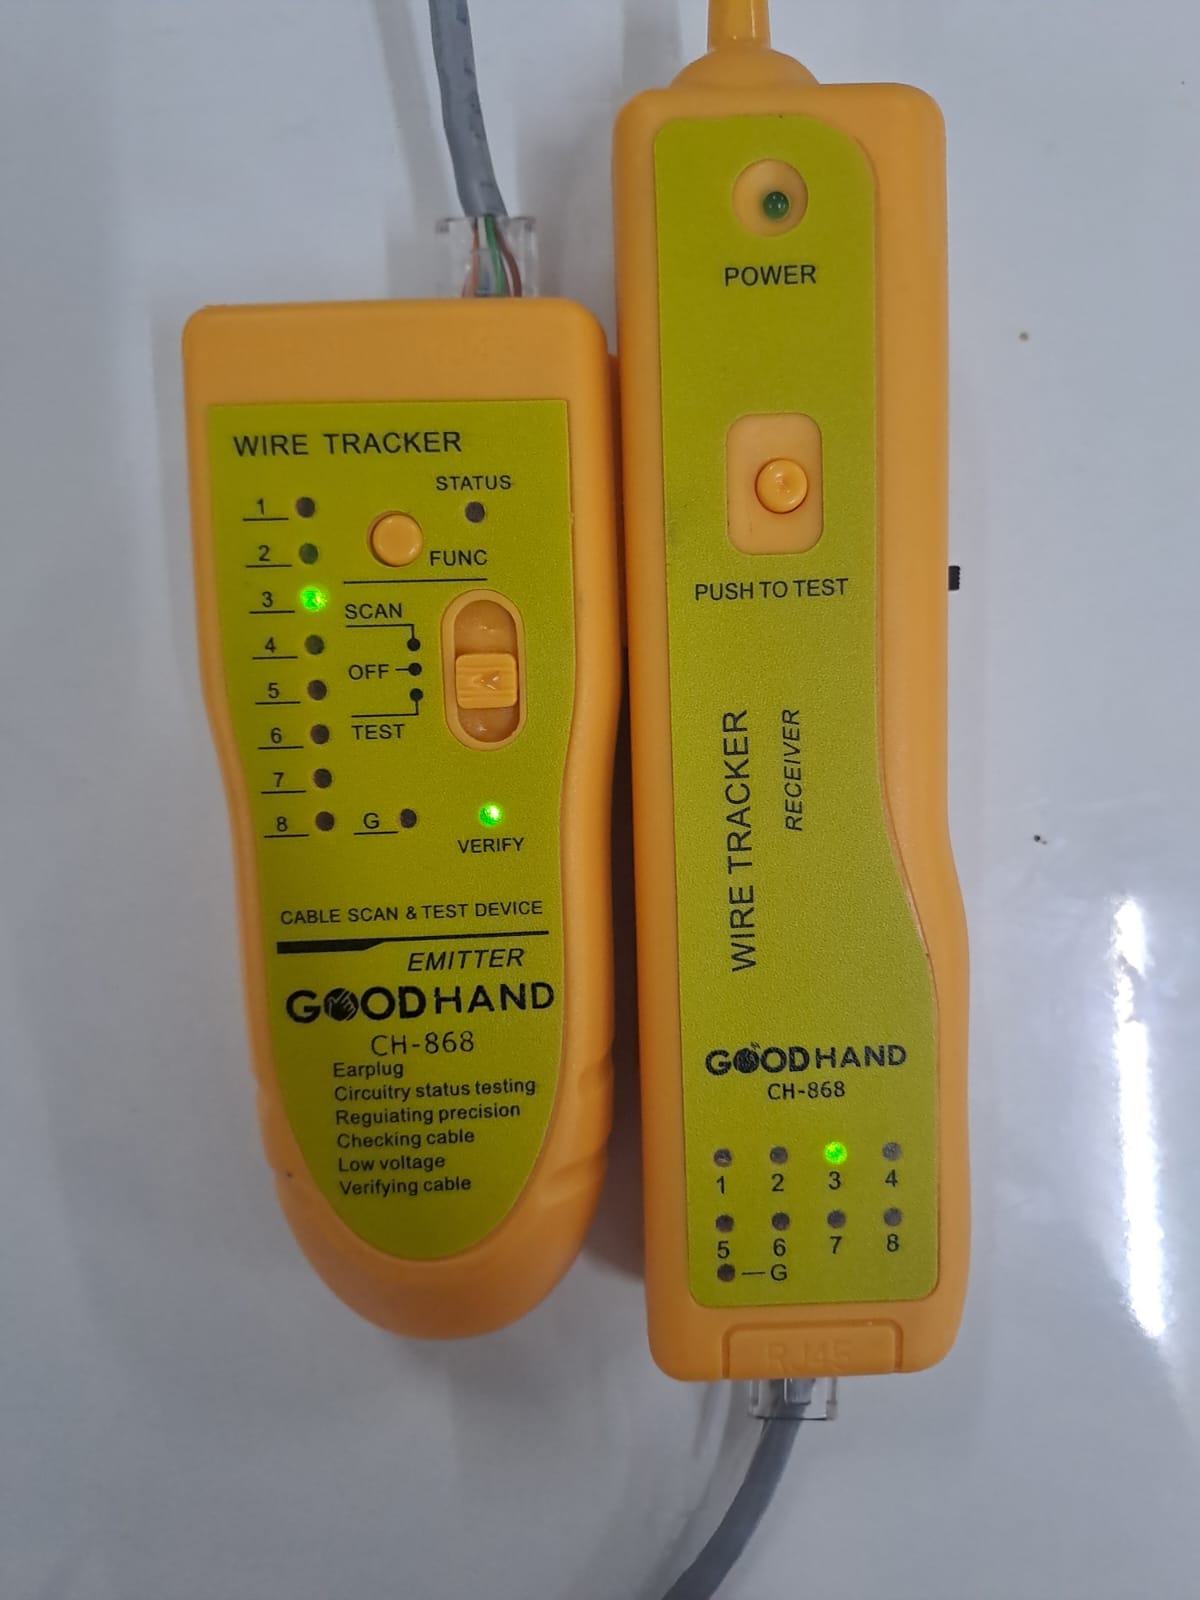 WIRE TRACKER
STATUS
1
2
3
4
5
6
7
8
G
FUNC
SCAN
OFF
TEST
VERIFY
CABLE SCAN & TEST DEVICE
EMITTER
GOODHAND
CH-868
Earplug
Circuitry status testing
Reguiating precision
Checking cable
Low voltage
Verifying cable
POWER
PUSH TO TEST
WIRE TRACKER
RECEIVER
GOODHAND
CH-868
1 2 3 4
5 6 7 8
G
RJ45